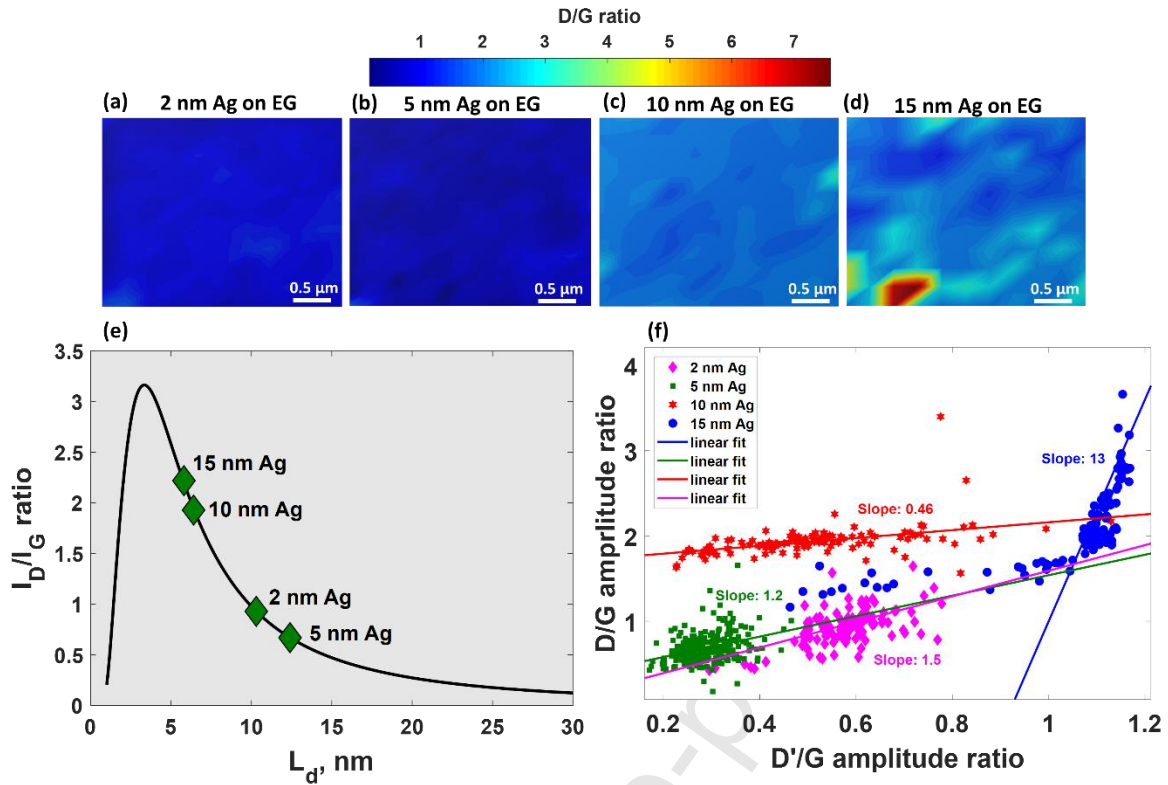 D/G ratio
1 2 3 4 5 6 7
(a) 2 nm Ag on EG
(b) 5 nm Ag on EG
(c) 10 nm Ag on EG
(d) 15 nm Ag on EG
0.5 µm
0.5 µm
0.5 µm
0.5 µm
(e)
3.5
3
2.5
2
1.5
1
0.5
0
I_D/I_G ratio
15 nm Ag
10 nm Ag
2 nm Ag
5 nm Ag
0 5 10 15 20 25 30
L_d, nm
(f)
4
3
2
1
D/G amplitude ratio
2 nm Ag
5 nm Ag
10 nm Ag
15 nm Ag
linear fit
linear fit
linear fit
linear fit
Slope: 13
Slope: 0.46
Slope: 1.2
Slope: 1.5
0.2 0.4 0.6 0.8 1 1.2
D'/G amplitude ratio